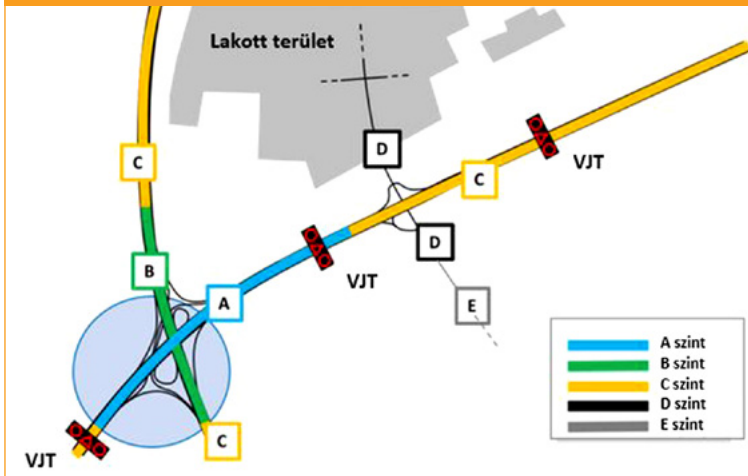 Lakott terület
D
C
C
VJT
D
B
VJT
A
E
C
VJT
A szint
B szint
C szint
D szint
E szint